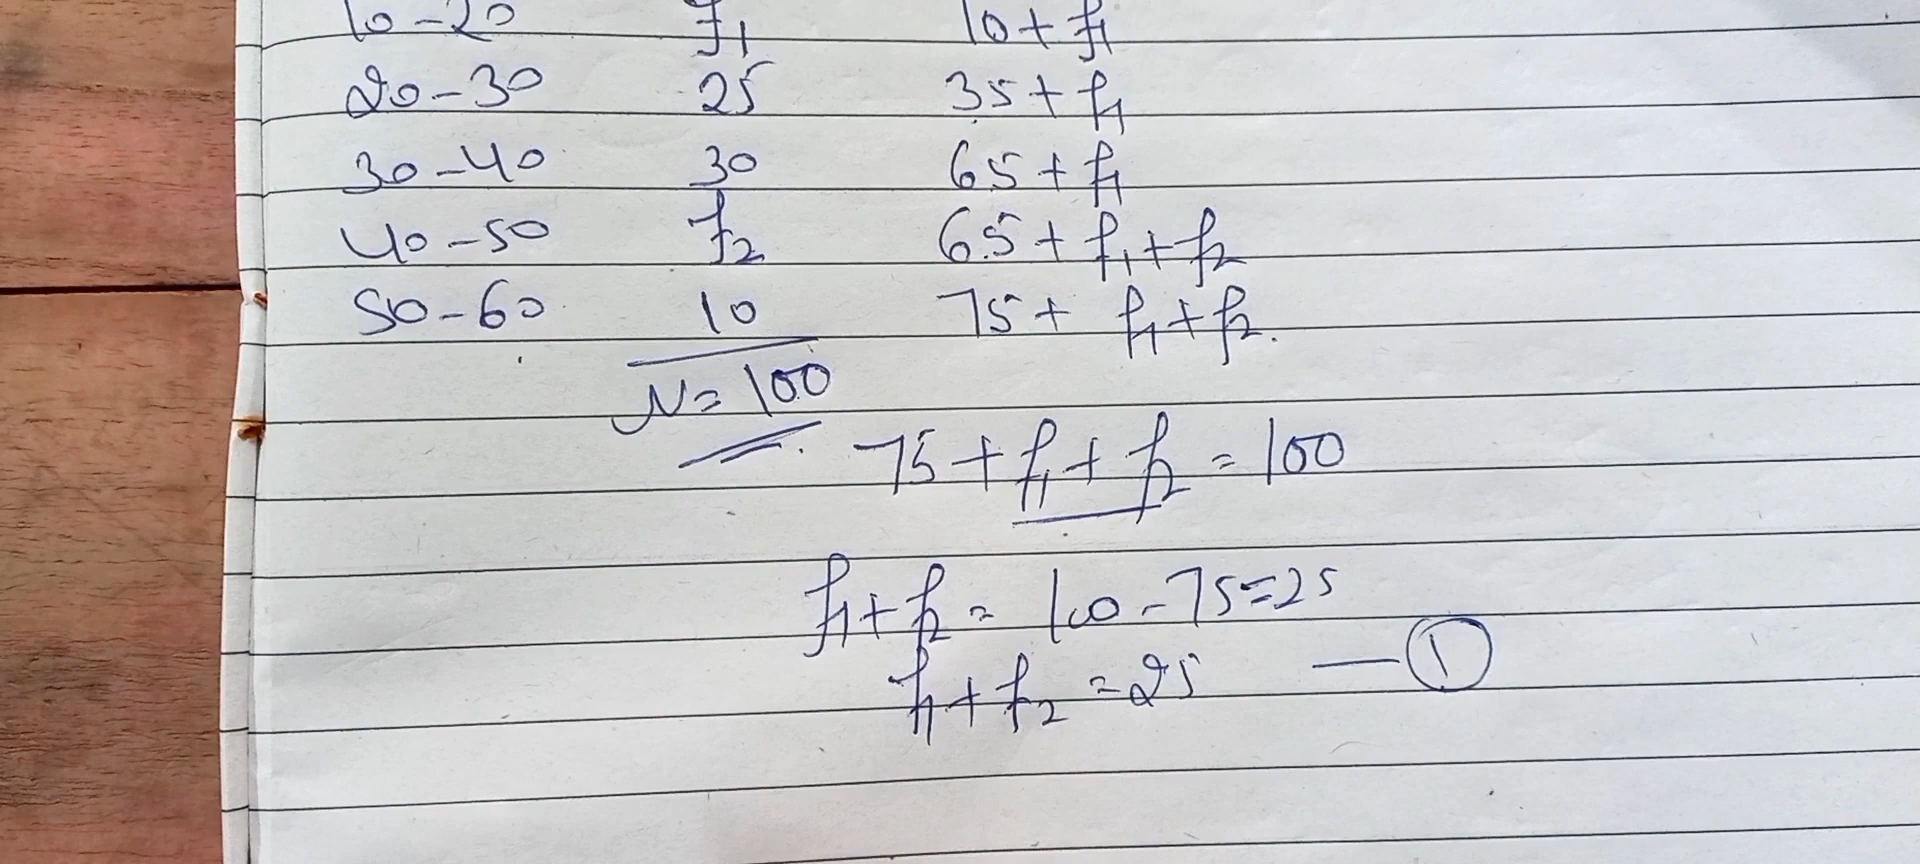 10-20 f1 10+f1
20-30 25 35+f1
30-40 30 65+f1
40-50 f2 65+f1+f2
50-60 10 75+ f1+f2.
N=100
75+f1+f2=100
f1+f2= 100-75=25
f1+f2=25 —①